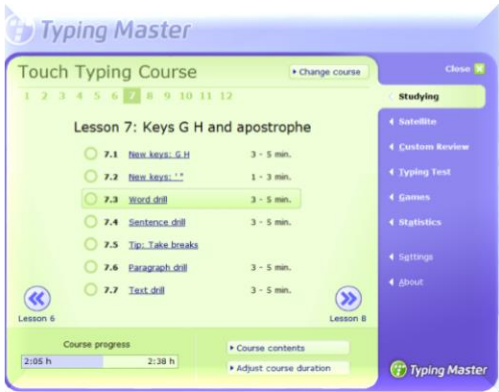 Typing Master
Touch Typing Course
Change course
Close
1 2 3 4 5 6 7 8 9 10 11 12
Studying
Lesson 7: Keys G H and apostrophe
Satellite
7.1 New keys: G H 3 - 5 min.
Custom Review
7.2 New keys: ' " 1 - 3 min.
Typing Test
7.3 Word drill 3 - 5 min.
Games
7.4 Sentence drill 3 - 5 min.
Statistics
7.5 Tip: Take breaks
Settings
7.6 Paragraph drill 3 - 5 min.
About
7.7 Text drill 3 - 5 min.
Lesson 6
Lesson 8
Course progress
Course contents
2:05 h 2:38 h
Adjust course duration
Typing Master